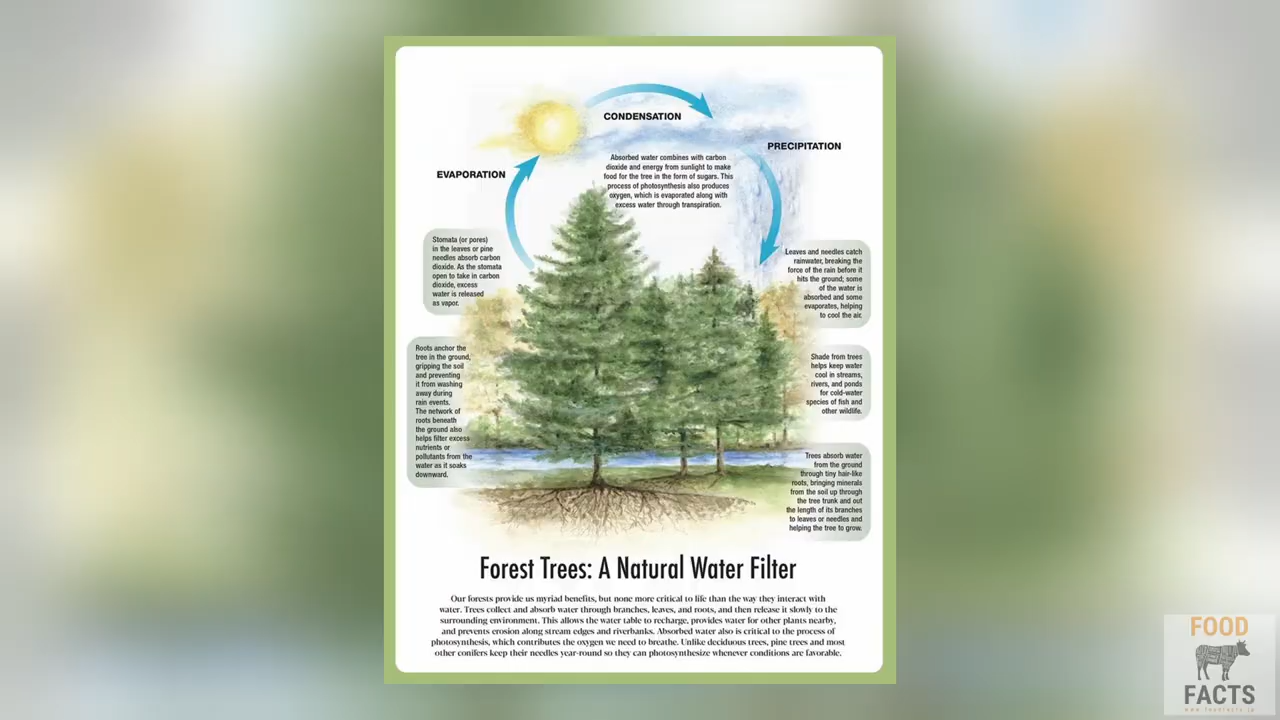 CONDENSATION
PRECIPITATION
EVAPORATION
Absorbed water combines with carbon
dioxide and energy from sunlight to make
food for the tree in the form of sugars. This
process of photosynthesis also produces
oxygen, which is evaporated along with
excess water through transpiration.
Stomata (or pores)
in the leaves or pine
needles absorb carbon
dioxide. As the stomata
open to take in carbon
dioxide, excess
water is released
as vapor.
Leaves and needles catch
rainwater, breaking the
force of the rain before it
hits the ground; some
of the water is
absorbed and some
evaporates, helping
to cool the air.
Roots anchor the
tree in the ground,
gripping the soil
and preventing
it from washing
away during
rain events.
The network of
roots beneath
the ground also
helps filter excess
nutrients or
pollutants from the
water as it soaks
downward.
Shade from trees
helps keep water
cool in streams,
rivers, and ponds
for cold-water
species of fish and
other wildlife.
Trees absorb water
from the ground
through tiny hair-like
roots, bringing minerals
from the soil up through
the tree trunk and out
the length of its branches
to leaves or needles and
helping the tree to grow.
Forest Trees: A Natural Water Filter
Our forests provide us myriad benefits, but none more critical to life than the way they interact with
water. Trees collect and absorb water through branches, leaves, and roots, and then release it slowly to the
surrounding environment. This allows the water table to recharge, provides water for other plants nearby,
and prevents erosion along stream edges and riverbanks. Absorbed water also is critical to the process of
photosynthesis, which contributes the oxygen we need to breathe. Unlike deciduous trees, pine trees and most
other conifers keep their needles year-round so they can photosynthesize whenever conditions are favorable.
FOOD
FACTS